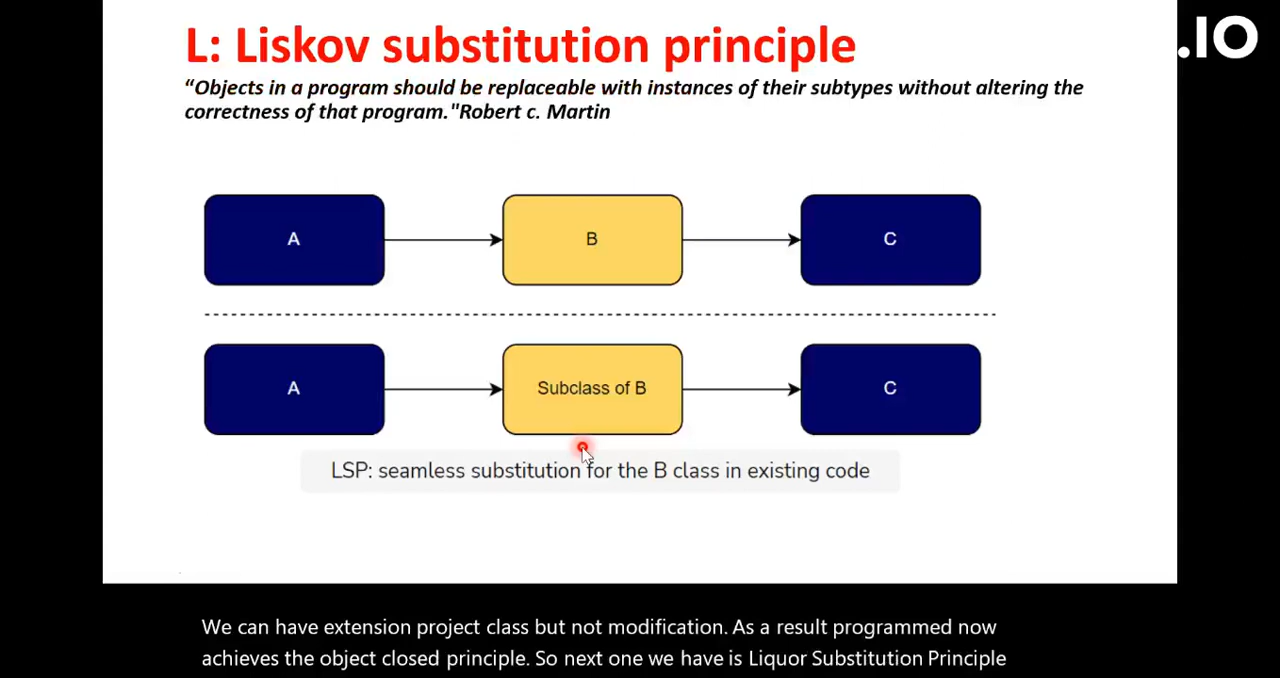 L: Liskov substitution principle
.IO
“Objects in a program should be replaceable with instances of their subtypes without altering the
correctness of that program."Robert c. Martin
A
B
C
A
Subclass of B
C
LSP: seamless substitution for the B class in existing code
We can have extension project class but not modification. As a result programmed now
achieves the object closed principle. So next one we have is Liquor Substitution Principle